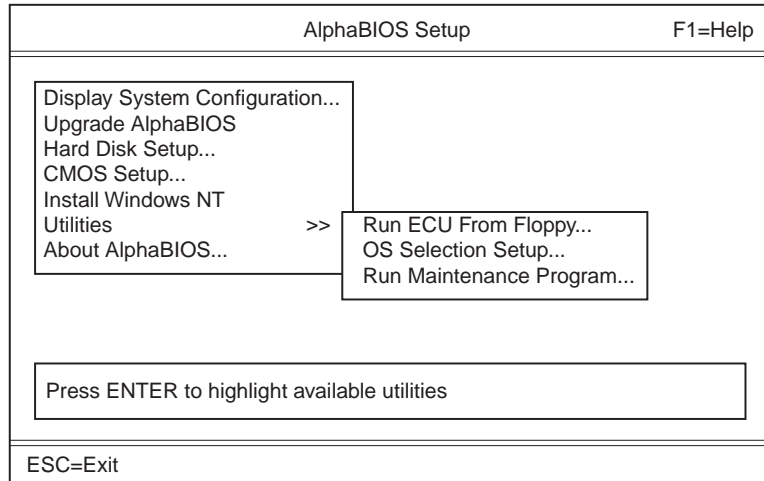 AlphaBIOS Setup F1=Help
Display System Configuration...
Upgrade AlphaBIOS
Hard Disk Setup...
CMOS Setup...
Install Windows NT
Utilities >>
About AlphaBIOS...
Run ECU From Floppy...
OS Selection Setup...
Run Maintenance Program...
Press ENTER to highlight available utilities
ESC=Exit